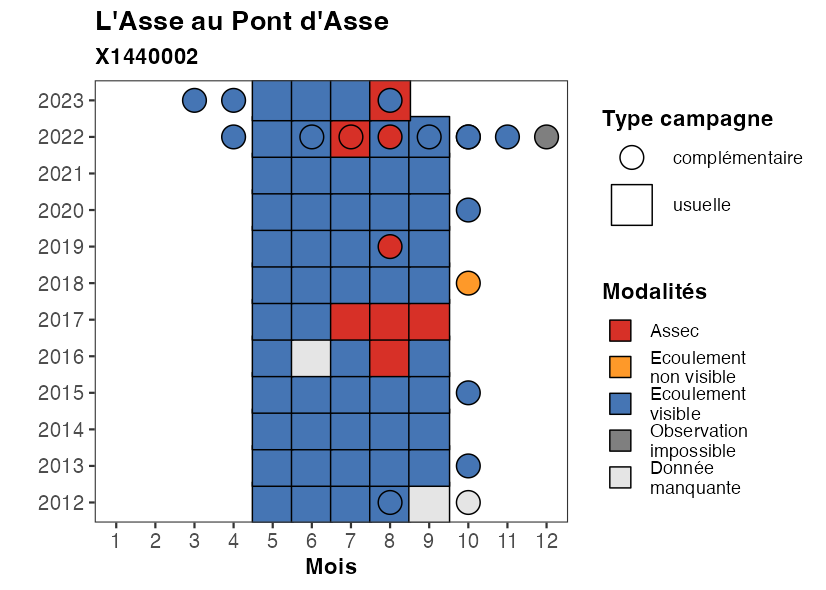 L'Asse au Pont d'Asse
X1440002
2023
2022
2021
2020
2019
2018
2017
2016
2015
2014
2013
2012
1 2 3 4 5 6 7 8 9 10 11 12
Mois
Type campagne
complémentaire
usuelle
Modalités
Assec
Ecoulement
non visible
Ecoulement
visible
Observation
impossible
Donnée
manquante